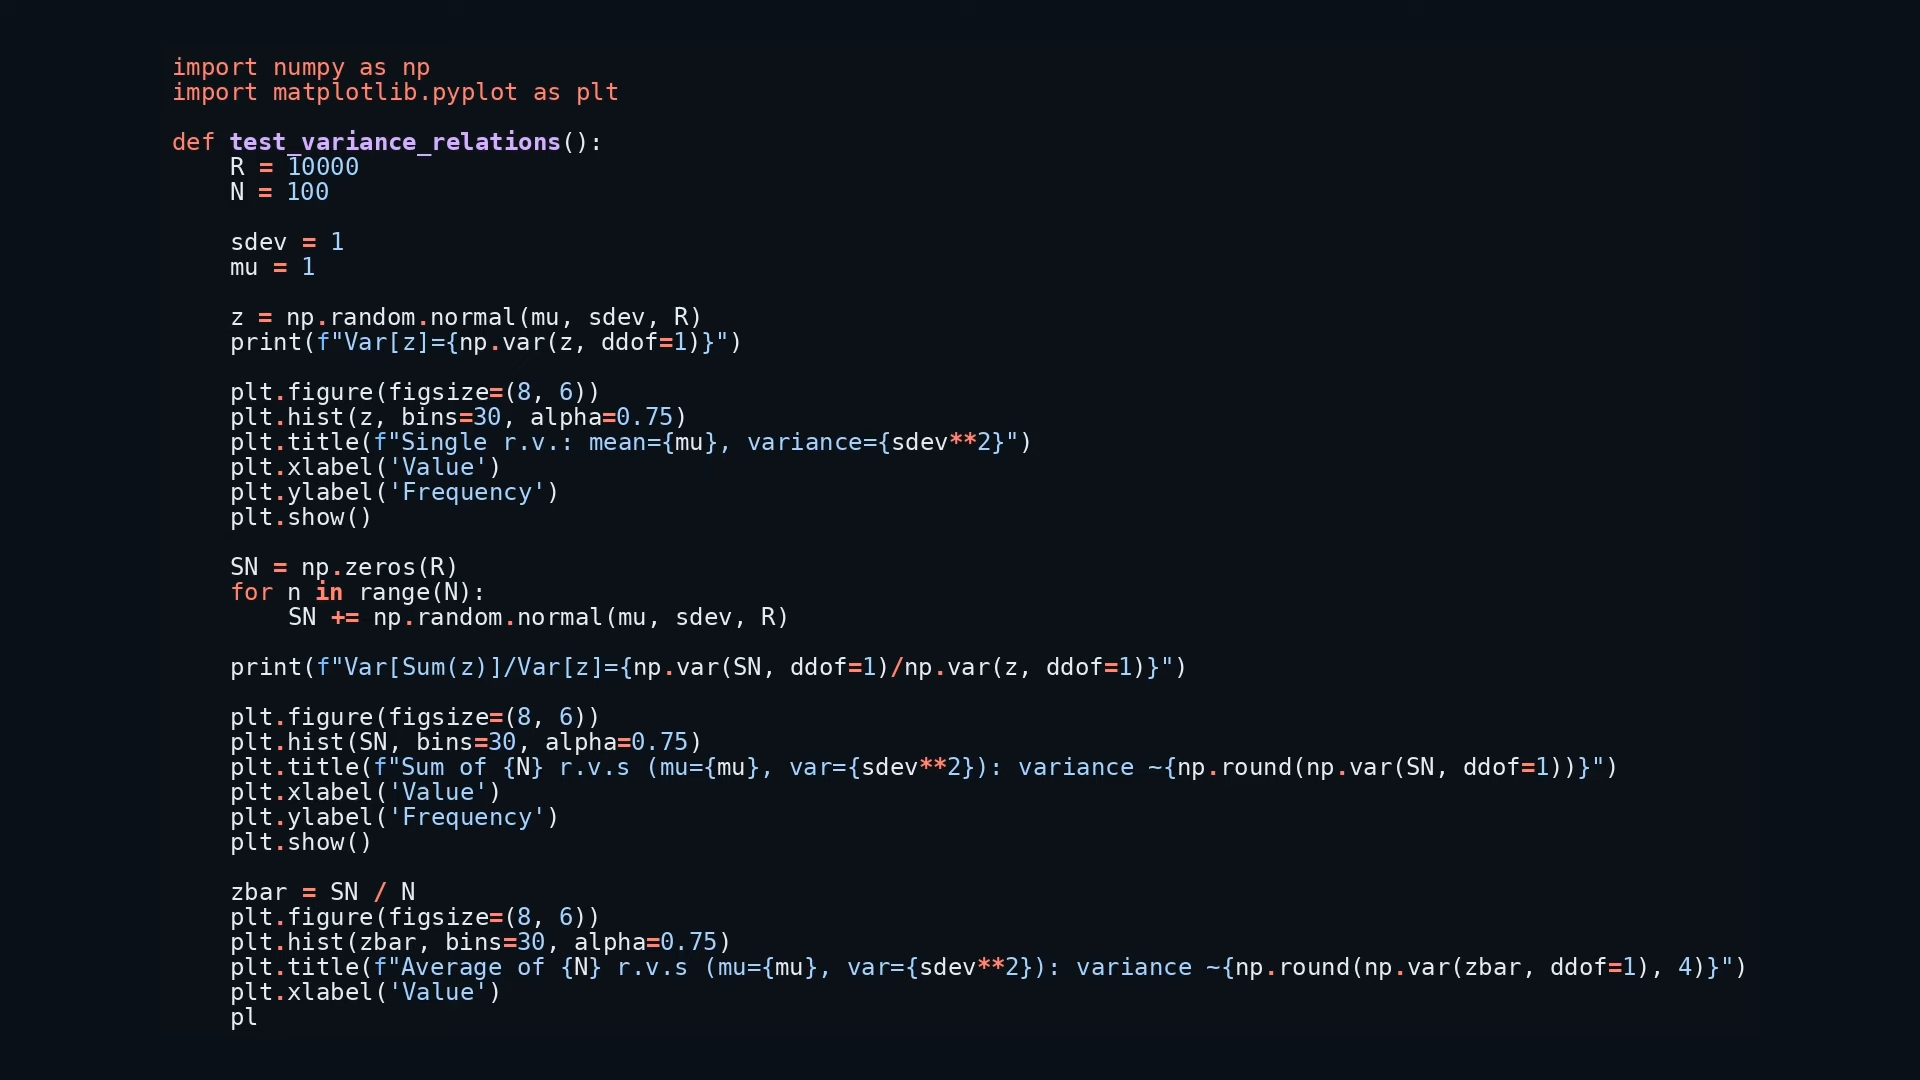 import numpy as np
import matplotlib.pyplot as plt

def test_variance_relations():
    R = 10000
    N = 100

    sdev = 1
    mu = 1

    z = np.random.normal(mu, sdev, R)
    print(f"Var[z]={np.var(z, ddof=1)}")

    plt.figure(figsize=(8, 6))
    plt.hist(z, bins=30, alpha=0.75)
    plt.title(f"Single r.v.: mean={mu}, variance={sdev**2}")
    plt.xlabel('Value')
    plt.ylabel('Frequency')
    plt.show()

    SN = np.zeros(R)
    for n in range(N):
        SN += np.random.normal(mu, sdev, R)

    print(f"Var[Sum(z)]/Var[z]={np.var(SN, ddof=1)/np.var(z, ddof=1)}")

    plt.figure(figsize=(8, 6))
    plt.hist(SN, bins=30, alpha=0.75)
    plt.title(f"Sum of {N} r.v.s (mu={mu}, var={sdev**2}): variance ~{np.round(np.var(SN, ddof=1))}")
    plt.xlabel('Value')
    plt.ylabel('Frequency')
    plt.show()

    zbar = SN / N
    plt.figure(figsize=(8, 6))
    plt.hist(zbar, bins=30, alpha=0.75)
    plt.title(f"Average of {N} r.v.s (mu={mu}, var={sdev**2}): variance ~{np.round(np.var(zbar, ddof=1), 4)}")
    plt.xlabel('Value')
    pl